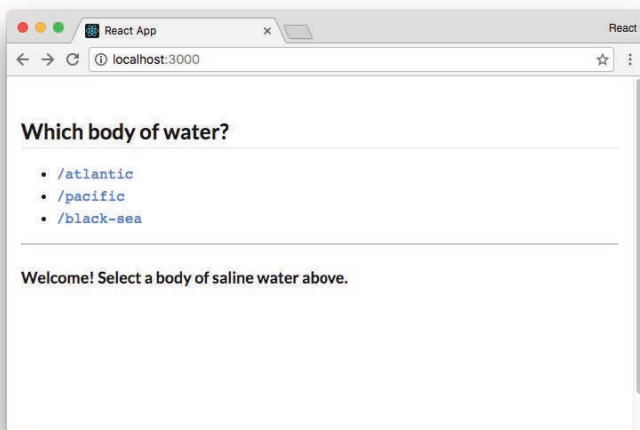 React App
React
localhost:3000
Which body of water?
/atlantic
/pacific
/black-sea
Welcome! Select a body of saline water above.